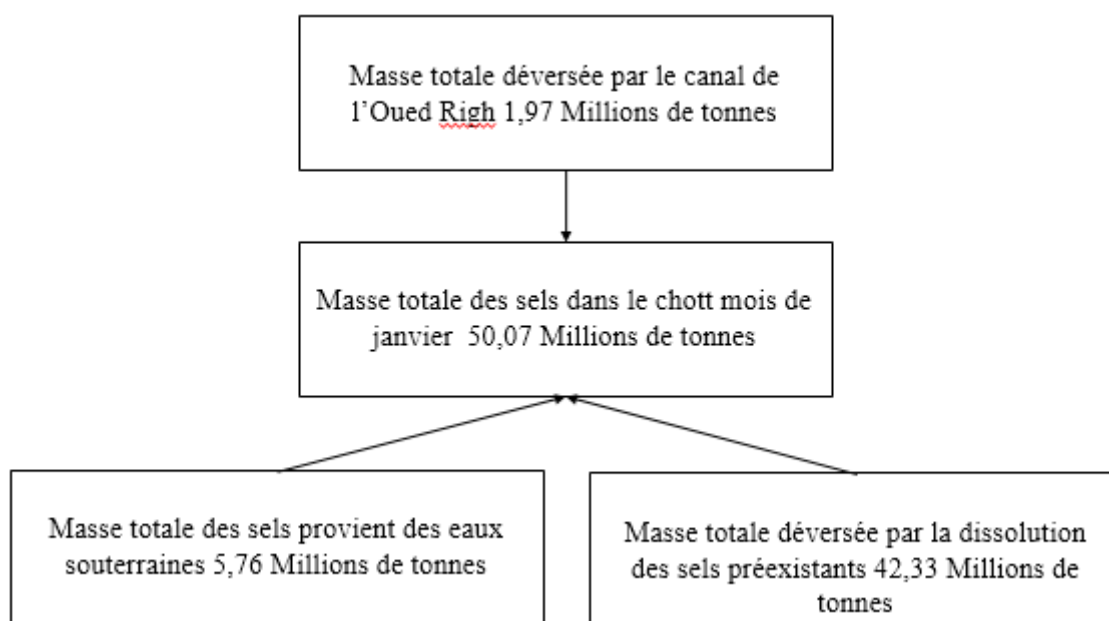 Masse totale déversée par le canal de
l'Oued Righ 1,97 Millions de tonnes
Masse totale des sels dans le chott mois de
janvier 50,07 Millions de tonnes
Masse totale des sels provient des eaux
souterraines 5,76 Millions de tonnes
Masse totale déversée par la dissolution
des sels préexistants 42,33 Millions de
tonnes